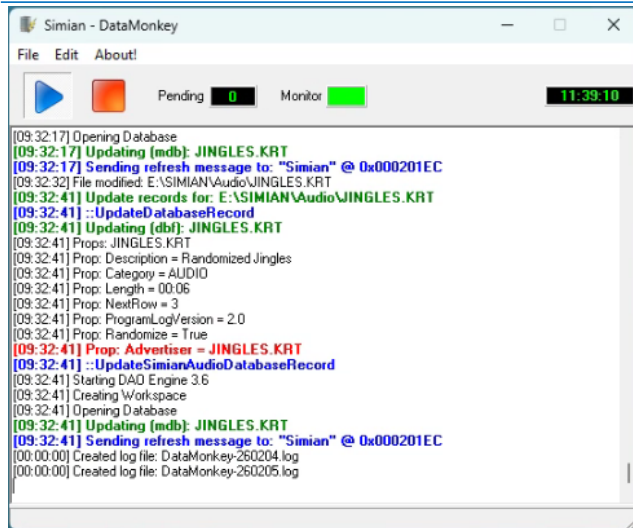 Simian - DataMonkey
File Edit About!
Pending 0 Monitor 11:39:10
[09:32:17] Opening Database
[09:32:17] Updating (mdb): JINGLES.KRT
[09:32:17] Sending refresh message to: "Simian" @ 0x000201EC
[09:32:32] File modified: E:\SIMIAN\Audio\JINGLES.KRT
[09:32:41] Update records for: E:\SIMIAN\Audio\JINGLES.KRT
[09:32:41] ::UpdateDatabaseRecord
[09:32:41] Updating (dbf): JINGLES.KRT
[09:32:41] Props: JINGLES.KRT
[09:32:41] Prop: Description = Randomized Jingles
[09:32:41] Prop: Category = AUDIO
[09:32:41] Prop: Length = 00:06
[09:32:41] Prop: NextRow = 3
[09:32:41] Prop: ProgramLogVersion = 2.0
[09:32:41] Prop: Randomize = True
[09:32:41] Prop: Advertiser = JINGLES.KRT
[09:32:41] ::UpdateSimianAudioDatabaseRecord
[09:32:41] Starting DAO Engine 3.6
[09:32:41] Creating Workspace
[09:32:41] Opening Database
[09:32:41] Updating (mdb): JINGLES.KRT
[09:32:41] Sending refresh message to: "Simian" @ 0x000201EC
[00:00:00] Created log file: DataMonkey-260204.log
[00:00:00] Created log file: DataMonkey-260205.log